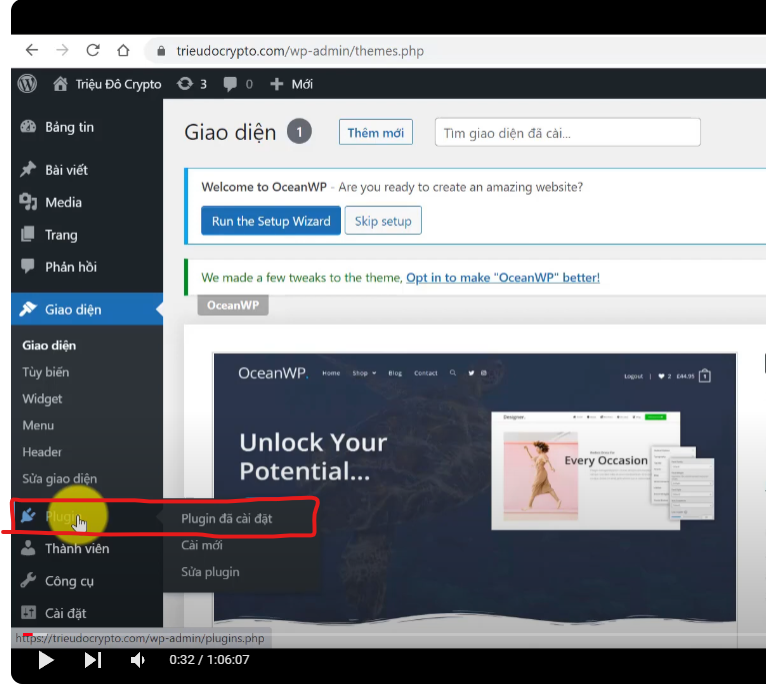 trieudocrypto.com/wp-admin/themes.php
Triệu Đô Crypto 3 0 Mới
Bảng tin
Bài viết
Media
Trang
Phản hồi
Giao diện
Giao diện
Tùy biến
Widget
Menu
Header
Sửa giao diện
Plugin
Thành viên
Công cụ
Cài đặt
Plugin đã cài đặt
Cài mới
Sửa plugin
Giao diện 1 Thêm mới Tìm giao diện đã cài...
Welcome to OceanWP - Are you ready to create an amazing website?
Run the Setup Wizard Skip setup
We made a few tweaks to the theme, Opt in to make "OceanWP" better!
OceanWP
OceanWP. Home Shop Blog Contact Logout | 2 £44.95 1
Unlock Your
Potential...
Designer.
Every Occasion
https://trieudocrypto.com/wp-admin/plugins.php
0:32 / 1:06:07